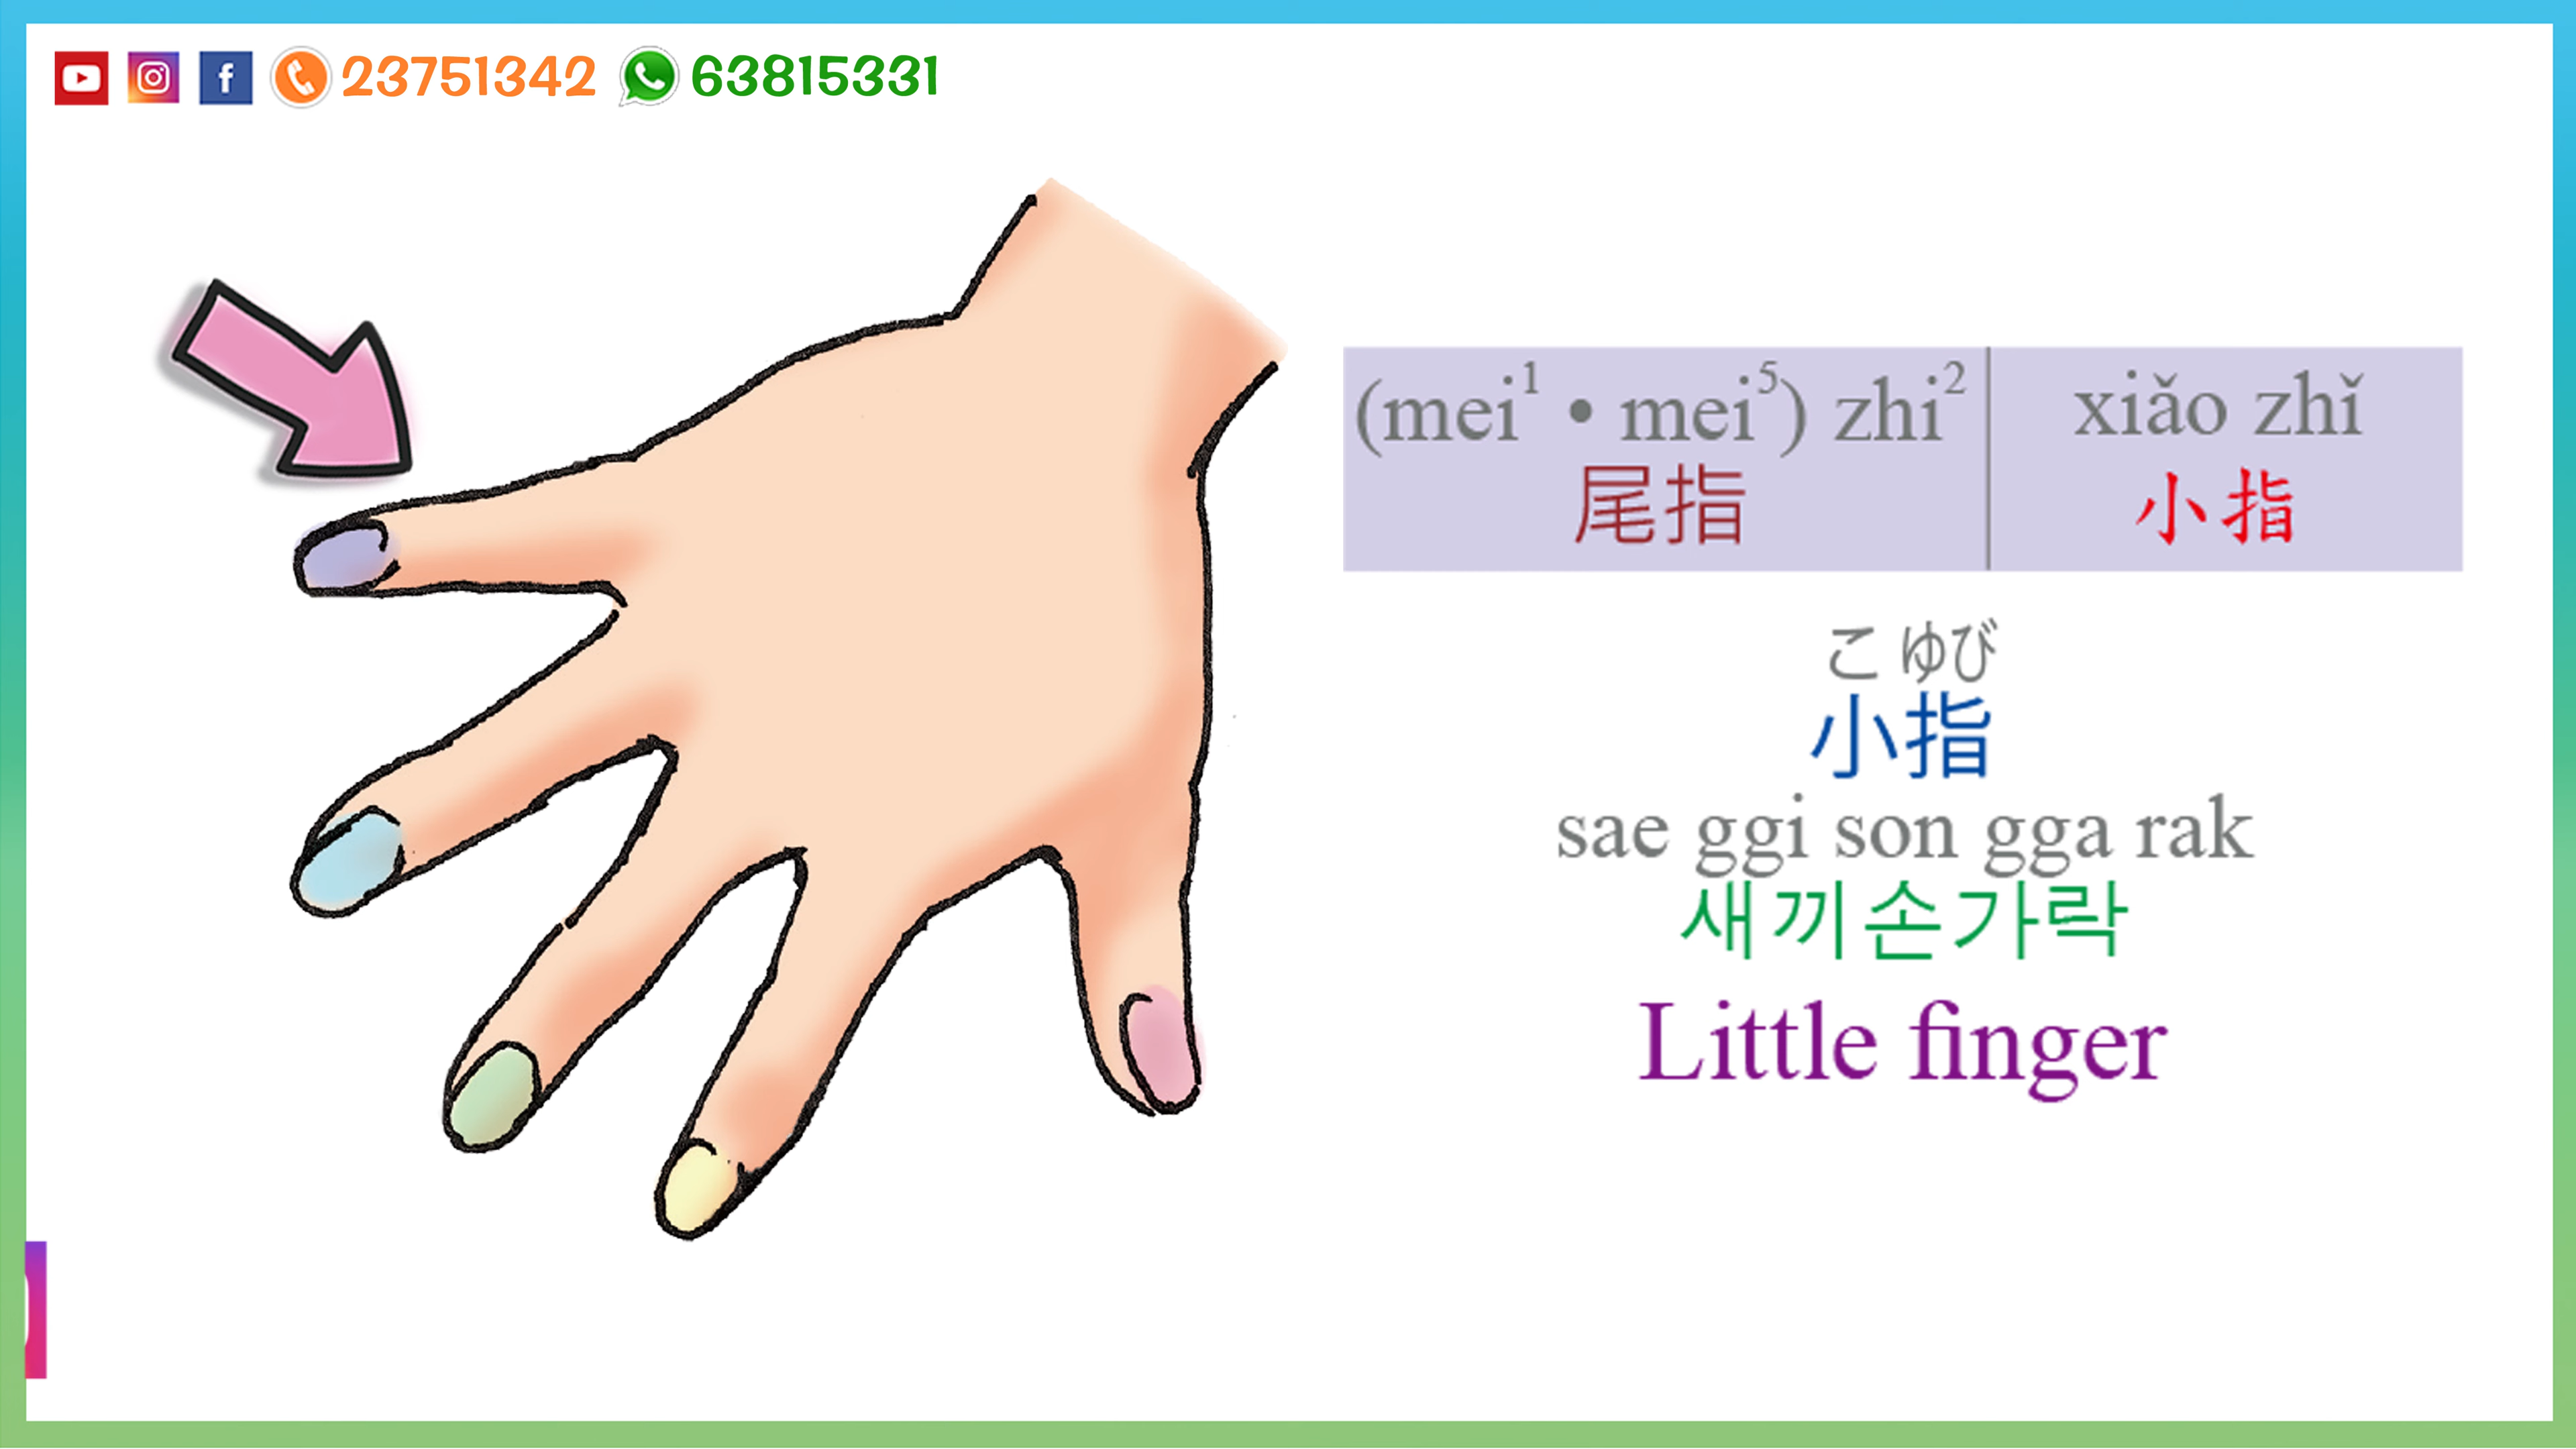 23751342 63815331
(mei¹ • mei⁵) zhi² xiǎo zhǐ
尾指 小指
こ ゆび
小指
sae ggi son gga rak
새끼손가락
Little finger